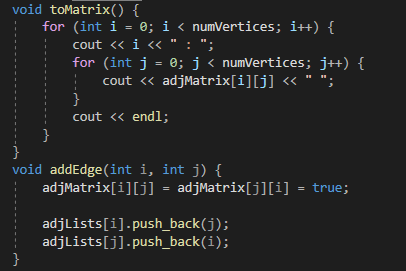 void toMatrix() {
    for (int i = 0; i < numVertices; i++) {
        cout << i << " : ";
        for (int j = 0; j < numVertices; j++) {
            cout << adjMatrix[i][j] << " ";
        }
        cout << endl;
    }
}
void addEdge(int i, int j) {
    adjMatrix[i][j] = adjMatrix[j][i] = true;

    adjLists[i].push_back(j);
    adjLists[j].push_back(i);
}